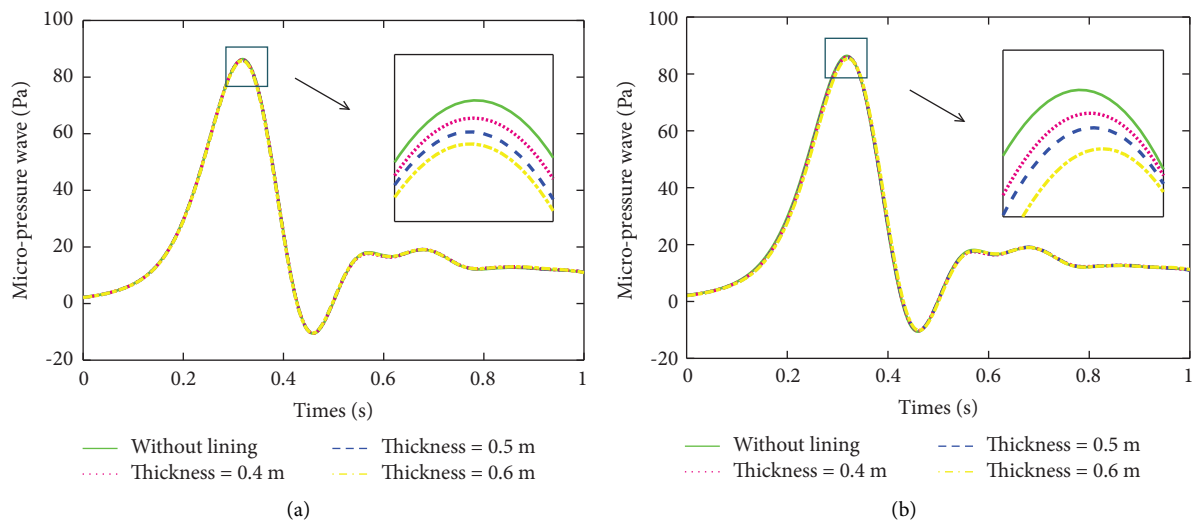 100
80
60
40
20
0
-20
Micro-pressure wave (Pa)
0 0.2 0.4 0.6 0.8 1
Times (s)
Without lining
Thickness = 0.4 m
Thickness = 0.5 m
Thickness = 0.6 m
(a)
100
80
60
40
20
0
-20
Micro-pressure wave (Pa)
0 0.2 0.4 0.6 0.8 1
Times (s)
Without lining
Thickness = 0.4 m
Thickness = 0.5 m
Thickness = 0.6 m
(b)